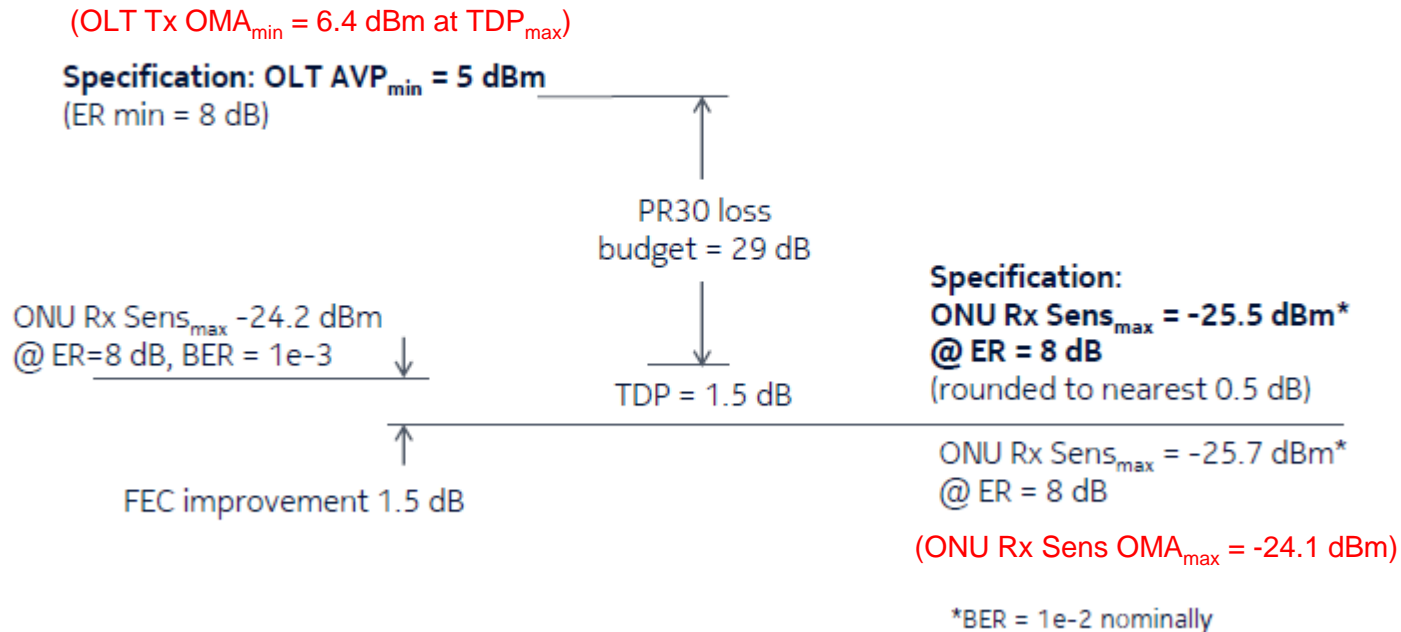 (OLT Tx OMAmin = 6.4 dBm at TDPmax)
Specification: OLT AVPmin = 5 dBm
(ER min = 8 dB)
PR30 loss
budget = 29 dB
ONU Rx Sensmax -24.2 dBm
@ ER=8 dB, BER = 1e-3
TDP = 1.5 dB
Specification:
ONU Rx Sensmax = -25.5 dBm*
@ ER = 8 dB
(rounded to nearest 0.5 dB)
FEC improvement 1.5 dB
ONU Rx Sensmax = -25.7 dBm*
@ ER = 8 dB
(ONU Rx Sens OMAmax = -24.1 dBm)
*BER = 1e-2 nominally